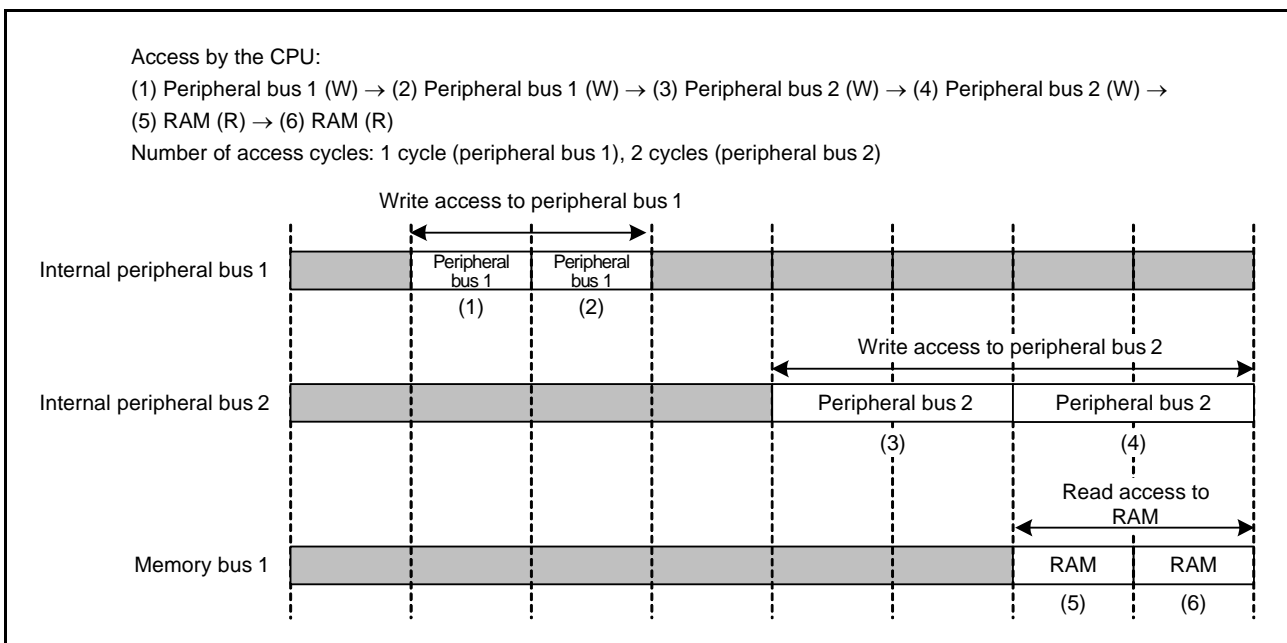 Access by the CPU:
(1) Peripheral bus 1 (W) → (2) Peripheral bus 1 (W) → (3) Peripheral bus 2 (W) → (4) Peripheral bus 2 (W) →
(5) RAM (R) → (6) RAM (R)
Number of access cycles: 1 cycle (peripheral bus 1), 2 cycles (peripheral bus 2)
Write access to peripheral bus 1
Internal peripheral bus 1
Peripheral
bus 1
Peripheral
bus 1
(1)
(2)
Write access to peripheral bus 2
Internal peripheral bus 2
Peripheral bus 2
Peripheral bus 2
(3)
(4)
Read access to
RAM
Memory bus 1
RAM
RAM
(5)
(6)